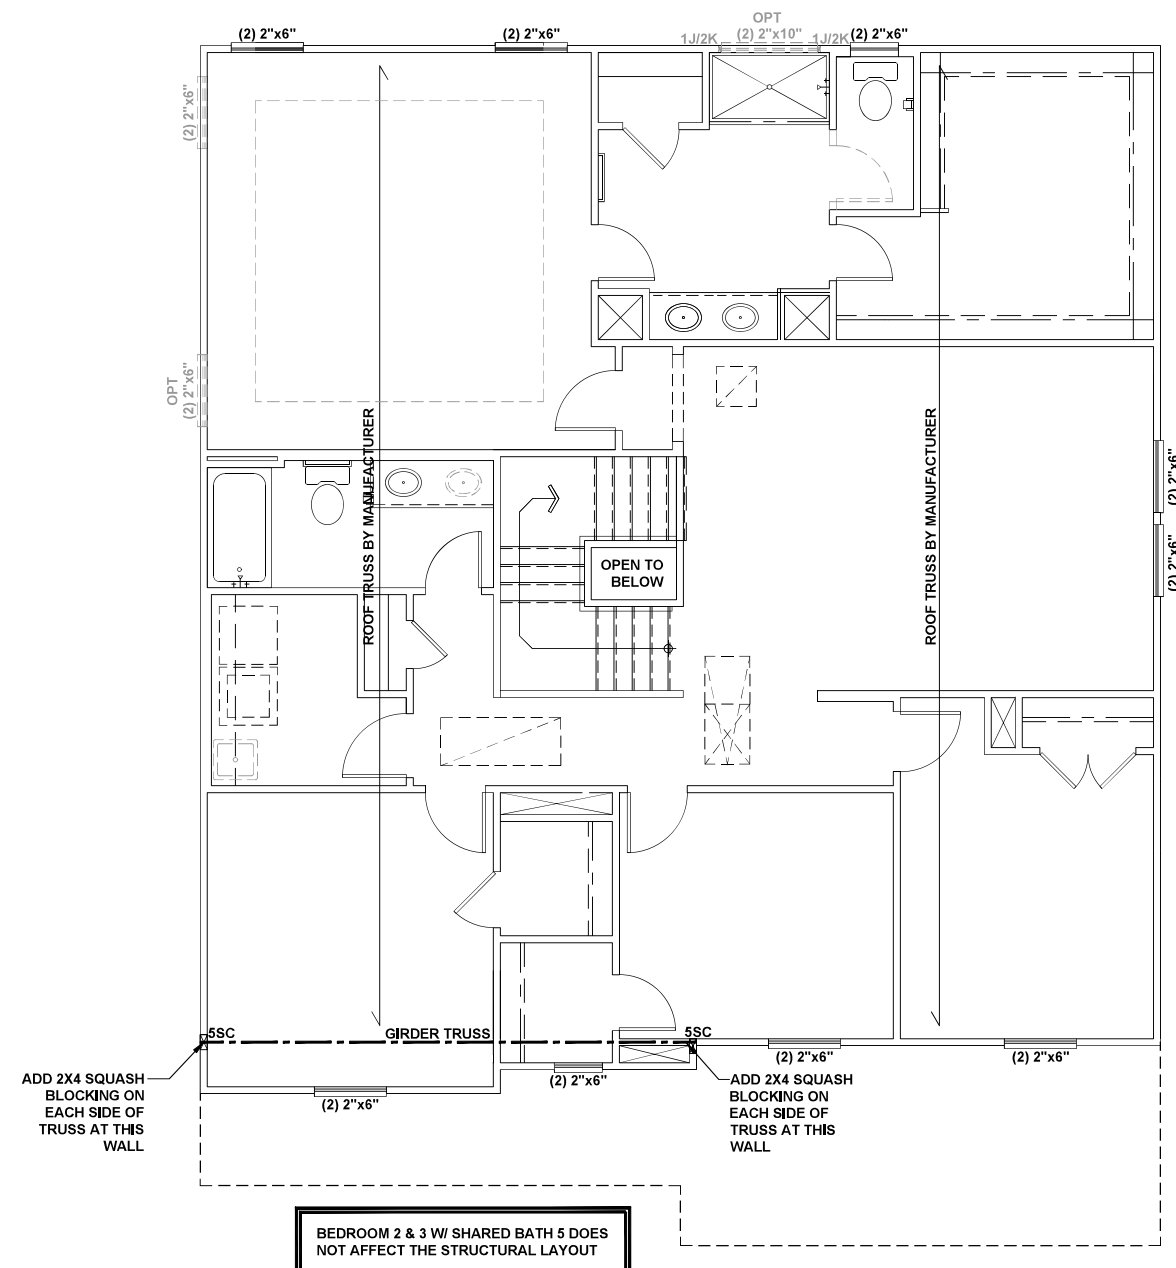 OPT
(2) 2"x6"
(2) 2"x6"
1J/2K
(2) 2"x10"
1J/2K
(2) 2"x6"
(2) 2"x6"
OPT
(2) 2"x6"
ROOF TRUSS BY MANUFACTURER
ROOF TRUSS BY MANUFACTURER
(2) 2"x6"
(2) 2"x6"
OPEN TO
BELOW
5SC
GIRDER TRUSS
5SC
(2) 2"x6"
(2) 2"x6"
(2) 2"x6"
(2) 2"x6"
ADD 2X4 SQUASH
BLOCKING ON
EACH SIDE OF
TRUSS AT THIS
WALL
ADD 2X4 SQUASH
BLOCKING ON
EACH SIDE OF
TRUSS AT THIS
WALL
BEDROOM 2 & 3 W/ SHARED BATH 5 DOES
NOT AFFECT THE STRUCTURAL LAYOUT